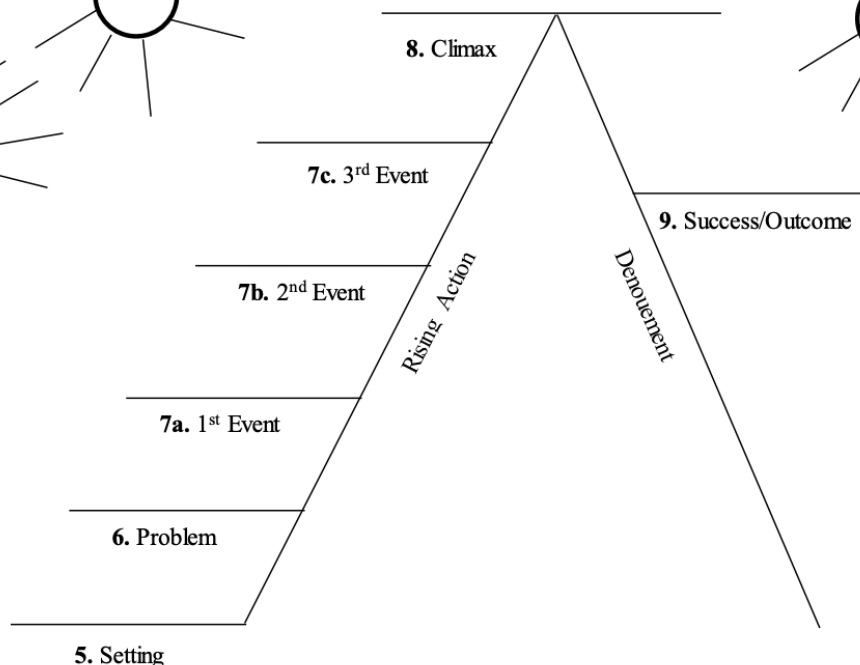 8. Climax
7c. 3rd Event
9. Success/Outcome
7b. 2nd Event
Rising Action
Denouement
7a. 1st Event
6. Problem
5. Setting